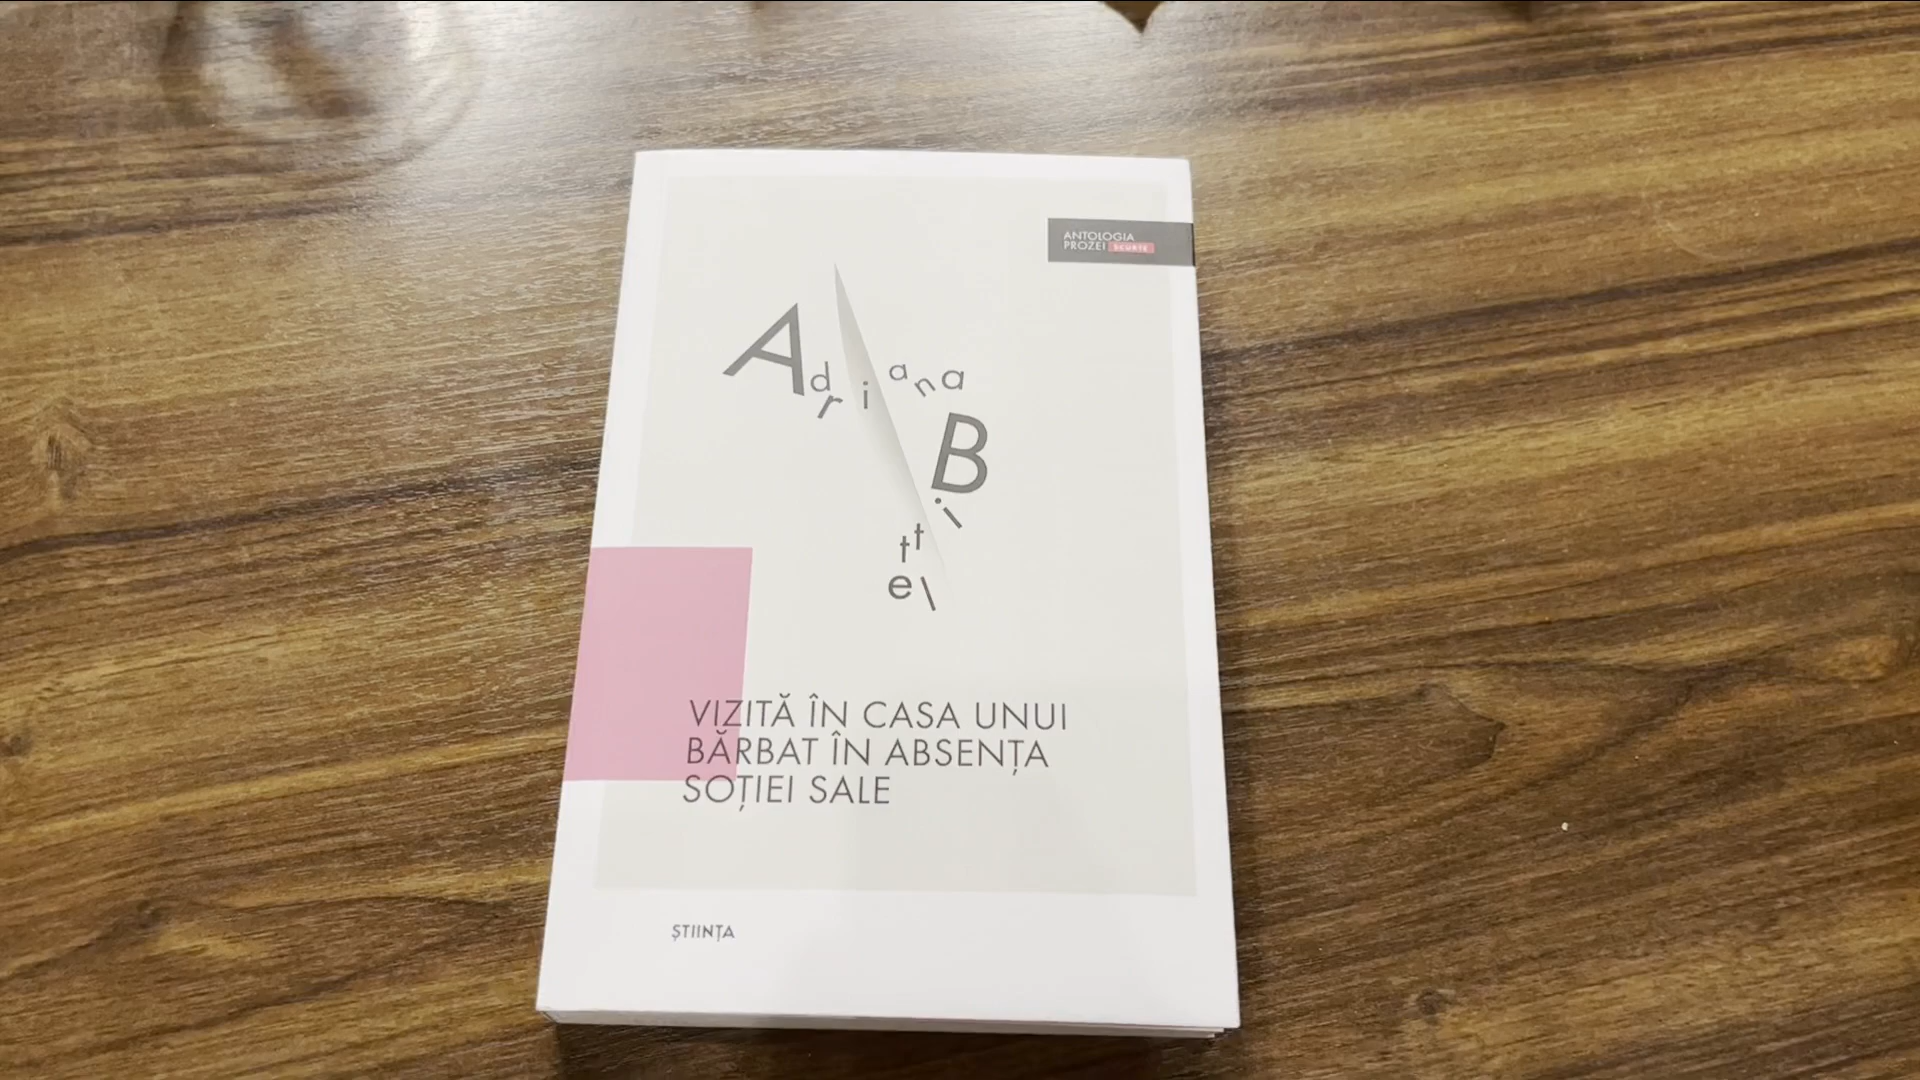 ANTOLOGIA
PROZEI SCURTE
Adriana
Bittel
VIZITĂ ÎN CASA UNUI
BĂRBAT ÎN ABSENȚA
SOȚIEI SALE
ȘTIINȚA